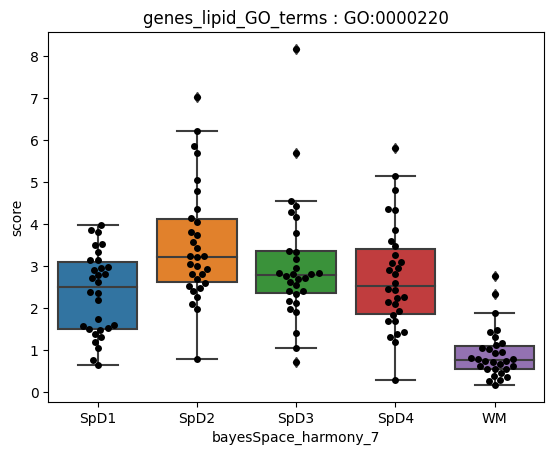 genes_lipid_GO_terms : GO:0000220
8
7
6
5
4
3
2
1
0
score
SpD1 SpD2 SpD3 SpD4 WM
bayesSpace_harmony_7